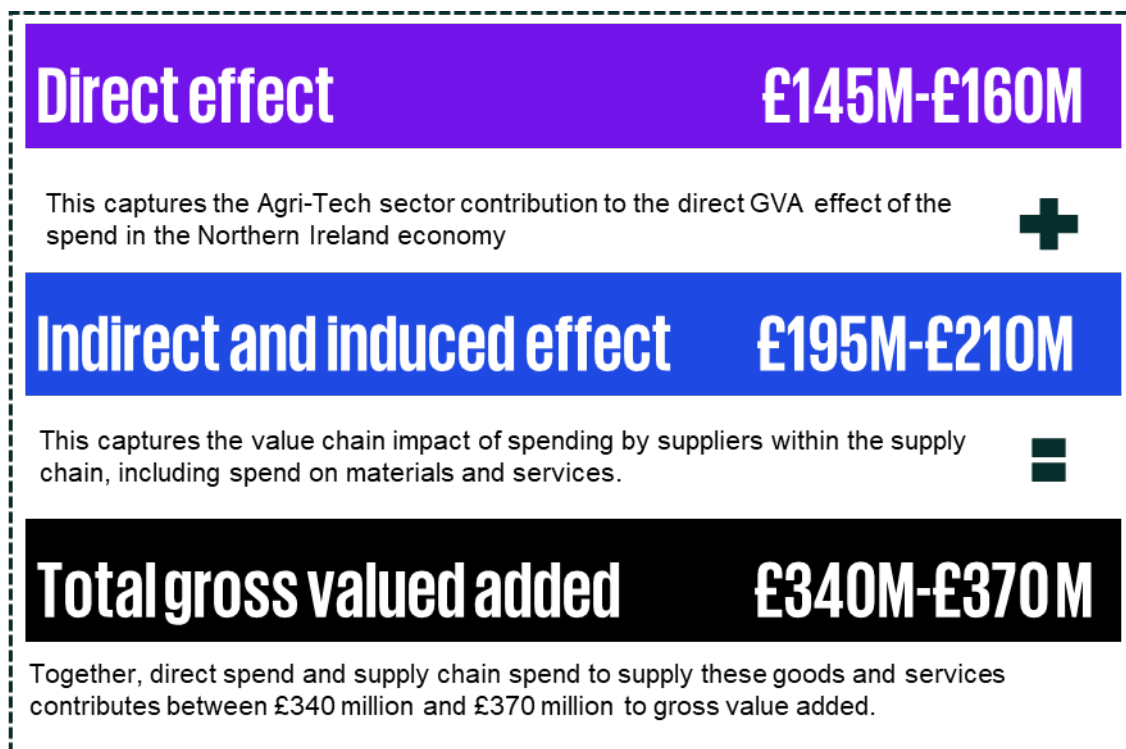 Direct effect £145M-£160M
This captures the Agri-Tech sector contribution to the direct GVA effect of the
spend in the Northern Ireland economy
+
Indirect and induced effect £195M-£210M
This captures the value chain impact of spending by suppliers within the supply
chain, including spend on materials and services.
=
Total gross valued added £340M-£370M
Together, direct spend and supply chain spend to supply these goods and services
contributes between £340 million and £370 million to gross value added.